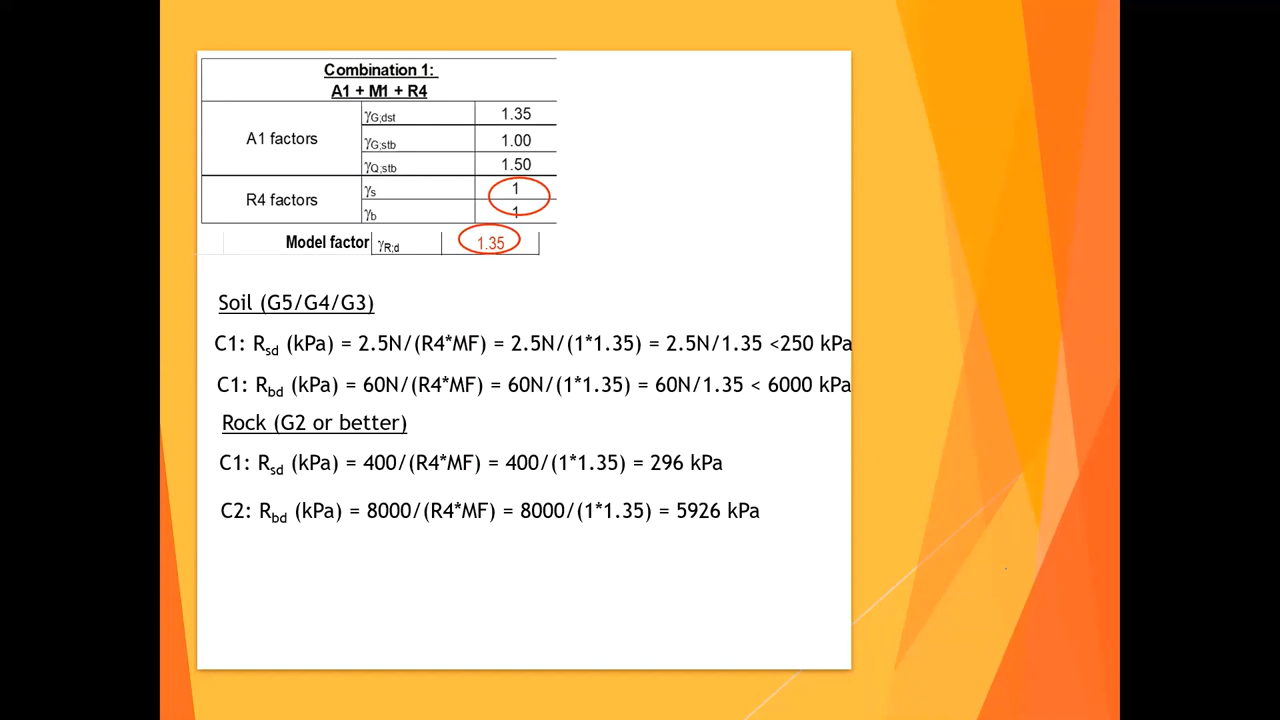 Combination 1:
A1 + M1 + R4
A1 factors
γG;dst 1.35
γG;stb 1.00
γQ;stb 1.50
R4 factors
γs 1
γb 1
Model factor γR;d 1.35
Soil (G5/G4/G3)
C1: Rsd (kPa) = 2.5N/(R4*MF) = 2.5N/(1*1.35) = 2.5N/1.35 <250 kPa
C1: Rbd (kPa) = 60N/(R4*MF) = 60N/(1*1.35) = 60N/1.35 < 6000 kPa
Rock (G2 or better)
C1: Rsd (kPa) = 400/(R4*MF) = 400/(1*1.35) = 296 kPa
C2: Rbd (kPa) = 8000/(R4*MF) = 8000/(1*1.35) = 5926 kPa